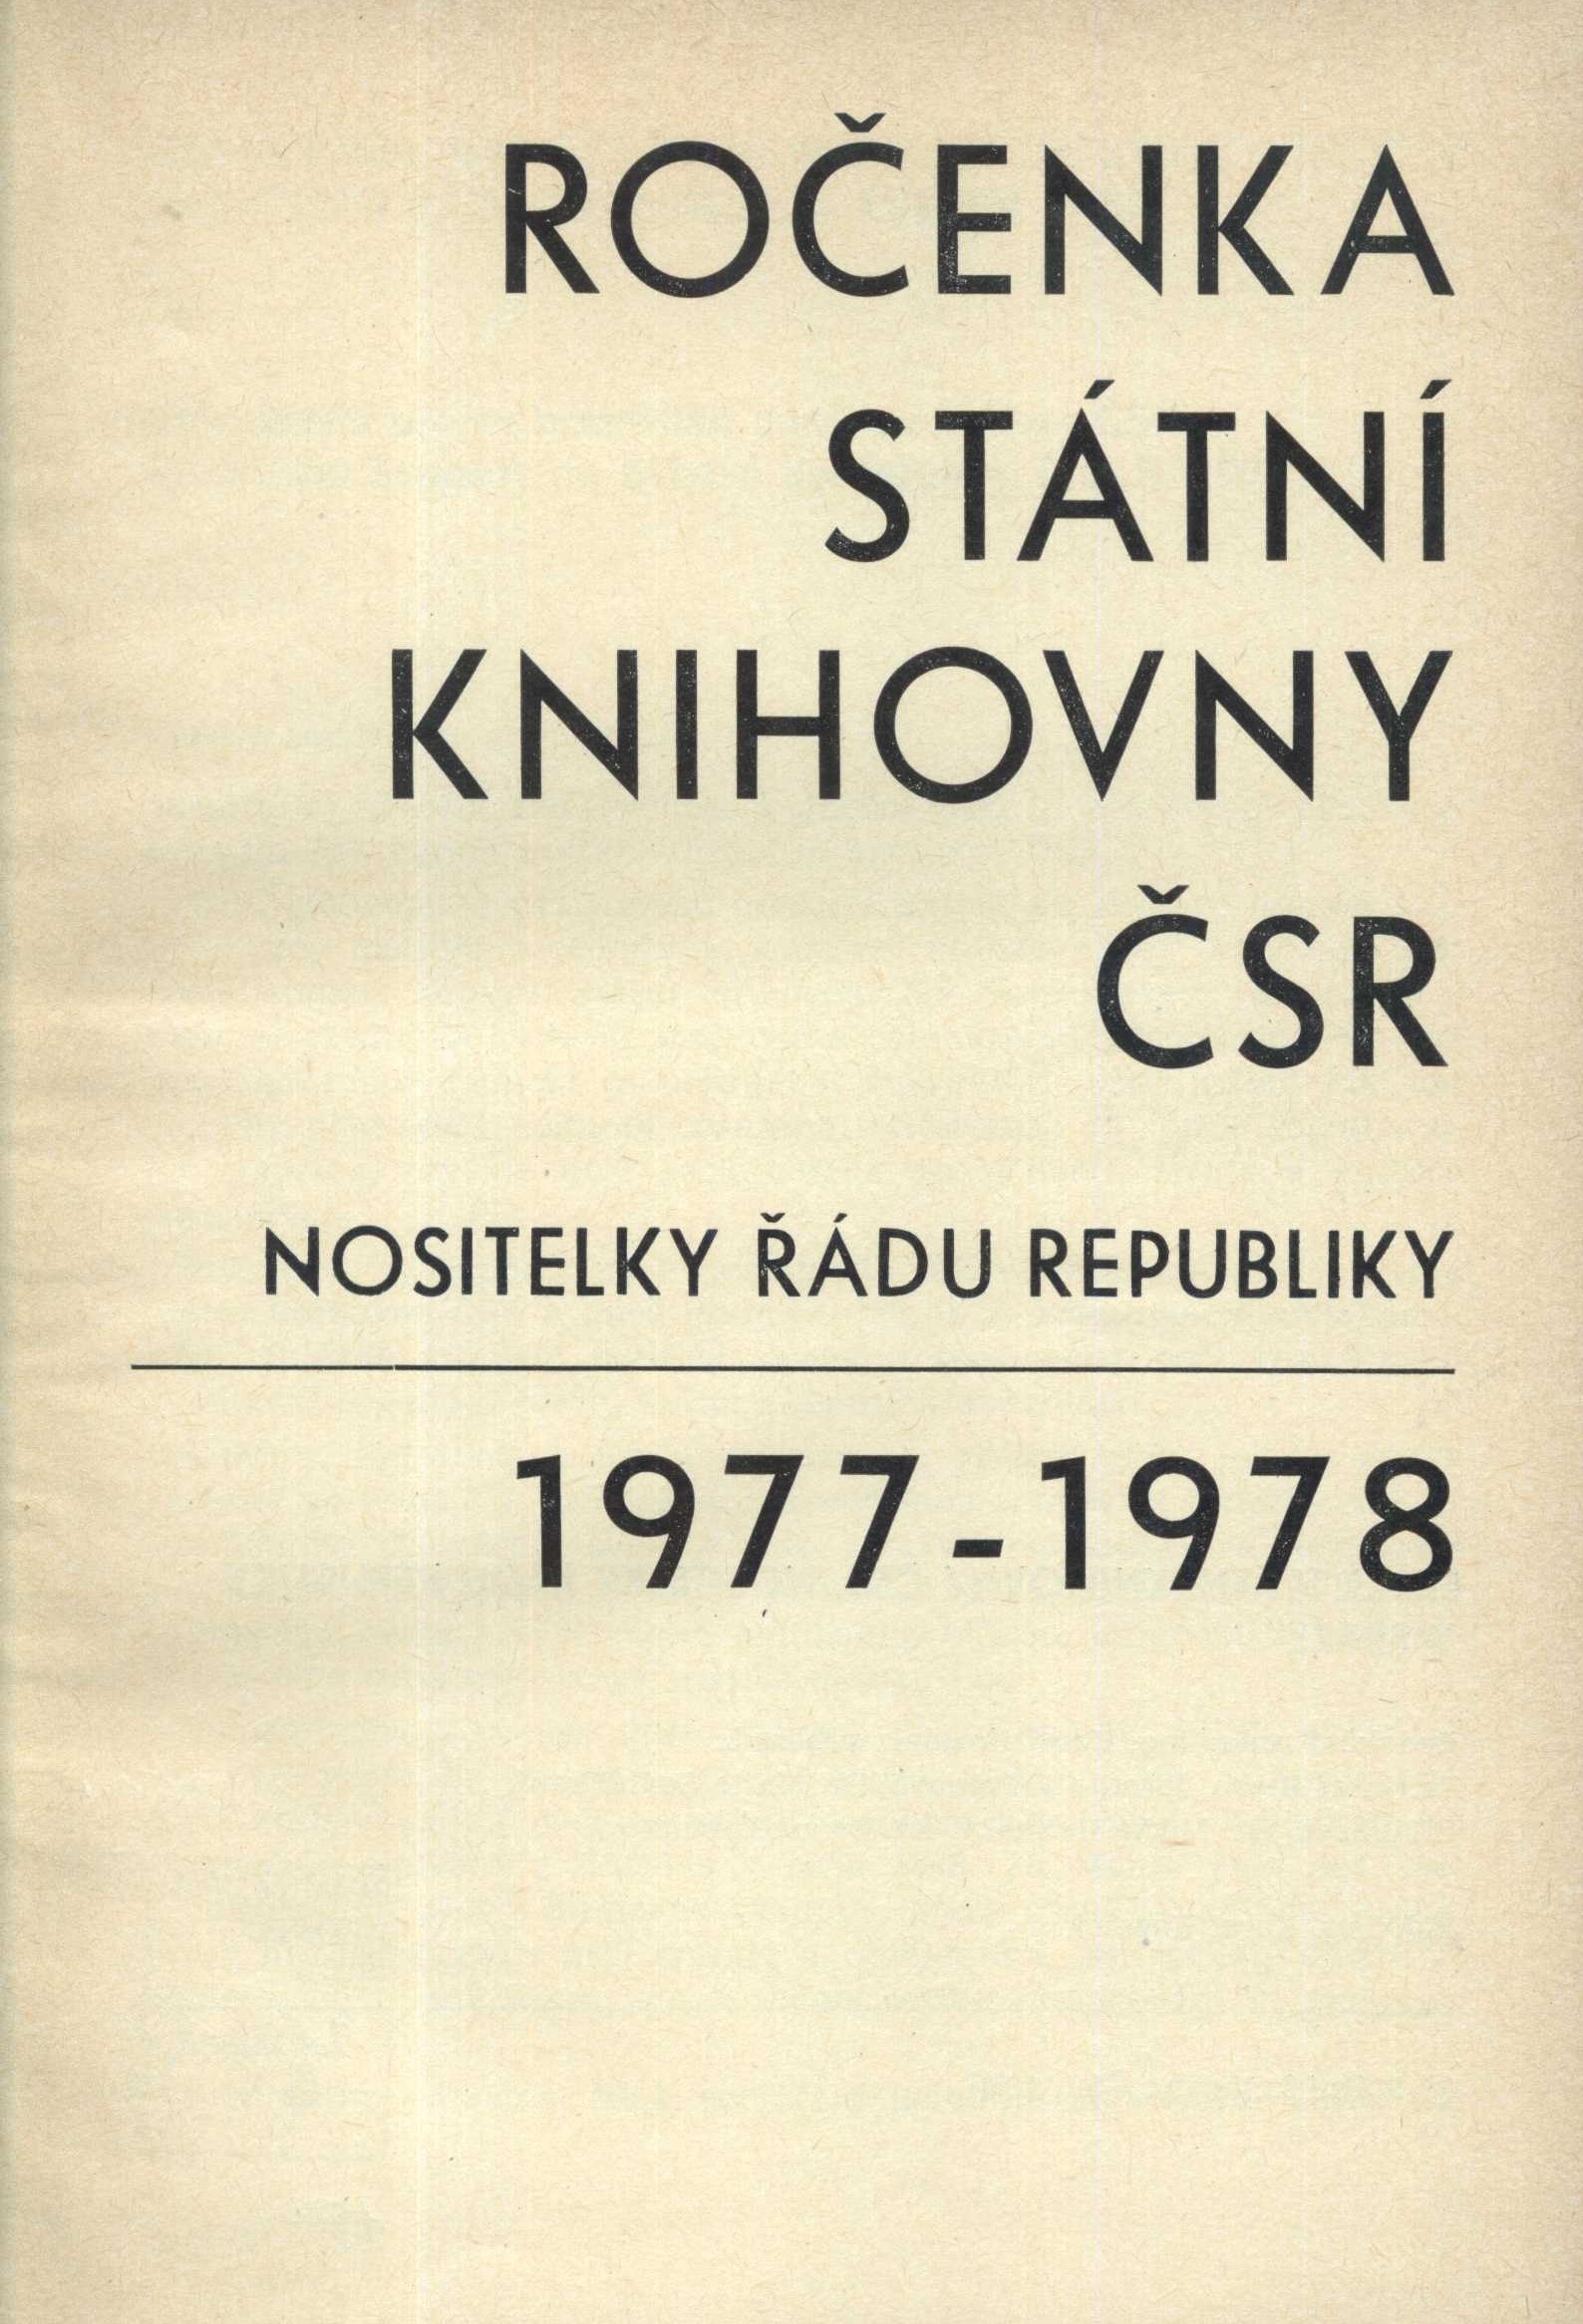 ROČENKA
STÁTNÍ
KNIHOVNY
ČSR
NOSITELKY ŘÁDU REPUBLIKY
1977-1978